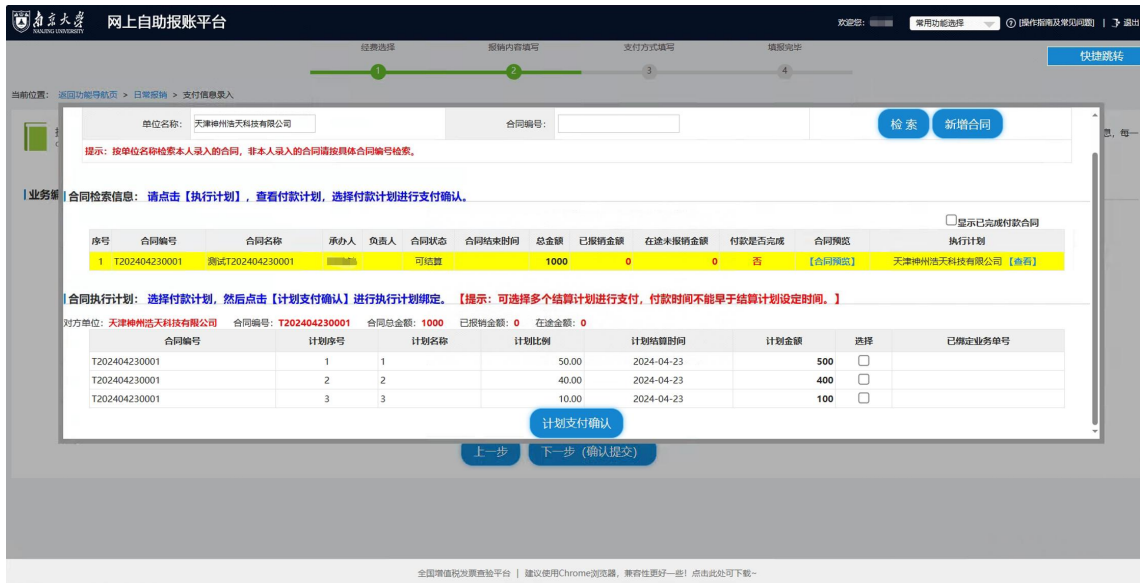 南京大学 网上自助报账平台 欢迎您: 常用功能选择 [操作指南及常见问题] | 退出
NANJING UNIVERSITY
经费选择 报销内容填写 支付方式填写 填报完毕
快捷跳转
1 2 3 4
当前位置: 返回功能导航页 > 日常报销 > 支付信息录入
单位名称: 天津神州浩天科技有限公司 合同编号: 检 索 新增合同
息, 每一
提示: 按单位名称检索本人录入的合同, 非本人录入的合同请按具体合同编号检索。
业务编
合同检索信息: 请点击【执行计划】, 查看付款计划, 选择付款计划进行支付确认。
显示已完成付款合同
序号 合同编号 合同名称 承办人 负责人 合同状态 合同结束时间 总金额 已报销金额 在途未报销金额 付款是否完成 合同预览 执行计划
1 T202404230001 测试T202404230001 可结算 1000 0 0 否 【合同预览】 天津神州浩天科技有限公司 【查看】
合同执行计划: 选择付款计划, 然后点击【计划支付确认】进行执行计划绑定。 【提示: 可选择多个结算计划进行支付, 付款时间不能早于结算计划设定时间。】
对方单位: 天津神州浩天科技有限公司 合同编号: T202404230001 合同总金额: 1000 已报销金额: 0 在途金额: 0
合同编号 计划序号 计划名称 计划比例 计划结算时间 计划金额 选择 已绑定业务单号
T202404230001 1 1 50.00 2024-04-23 500
T202404230001 2 2 40.00 2024-04-23 400
T202404230001 3 3 10.00 2024-04-23 100
计划支付确认
上一步 下一步 (确认提交)
全国增值税发票查验平台 | 建议使用Chrome浏览器, 兼容性更好一些! 点击此处可下载~